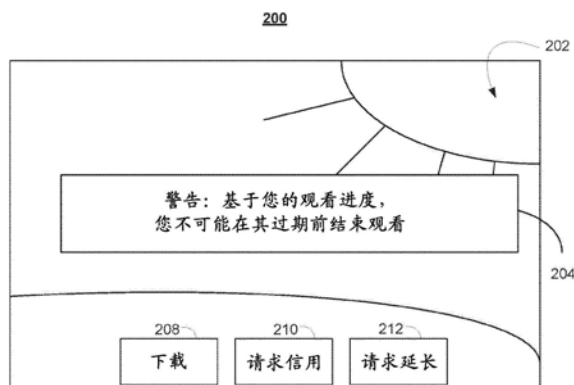 200
202
警告：基于您的观看进度，
您不可能在其过期前结束观看
204
208 210 212
下载 请求信用 请求延长